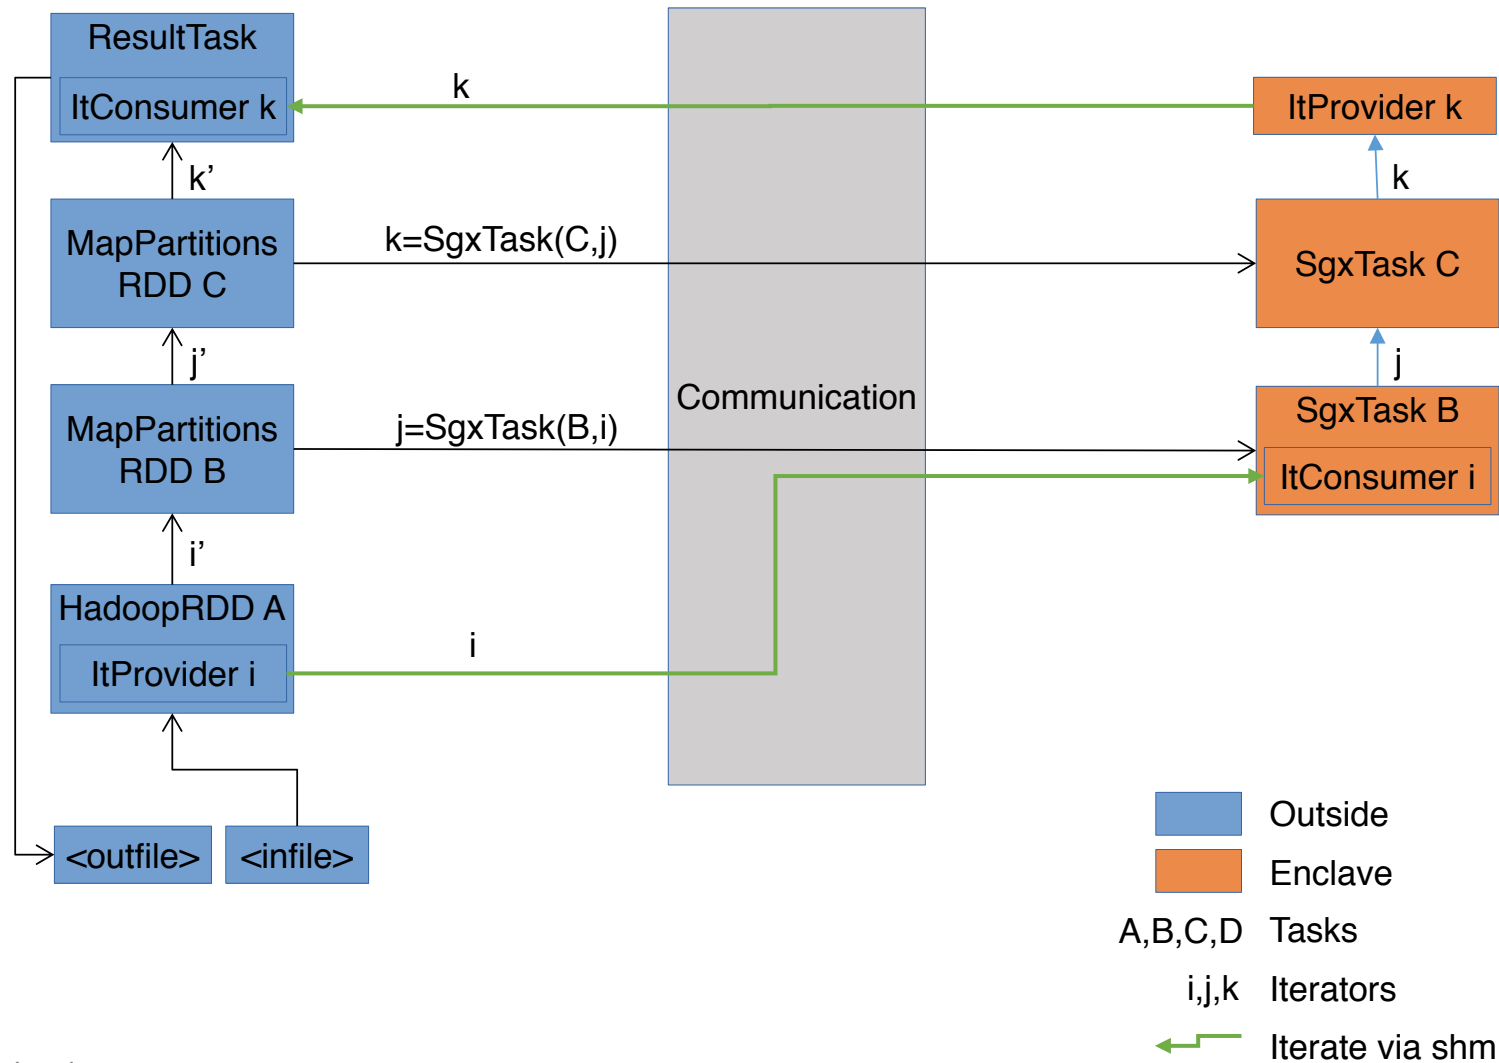 ResultTask
ItConsumer k
k
ItProvider k
k’
k
MapPartitions
RDD C
k=SgxTask(C,j)
SgxTask C
j’
j
Communication
MapPartitions
RDD B
j=SgxTask(B,i)
SgxTask B
ItConsumer i
i’
HadoopRDD A
ItProvider i
i
<outfile>
<infile>
Outside
Enclave
A,B,C,D Tasks
i,j,k Iterators
Iterate via shm